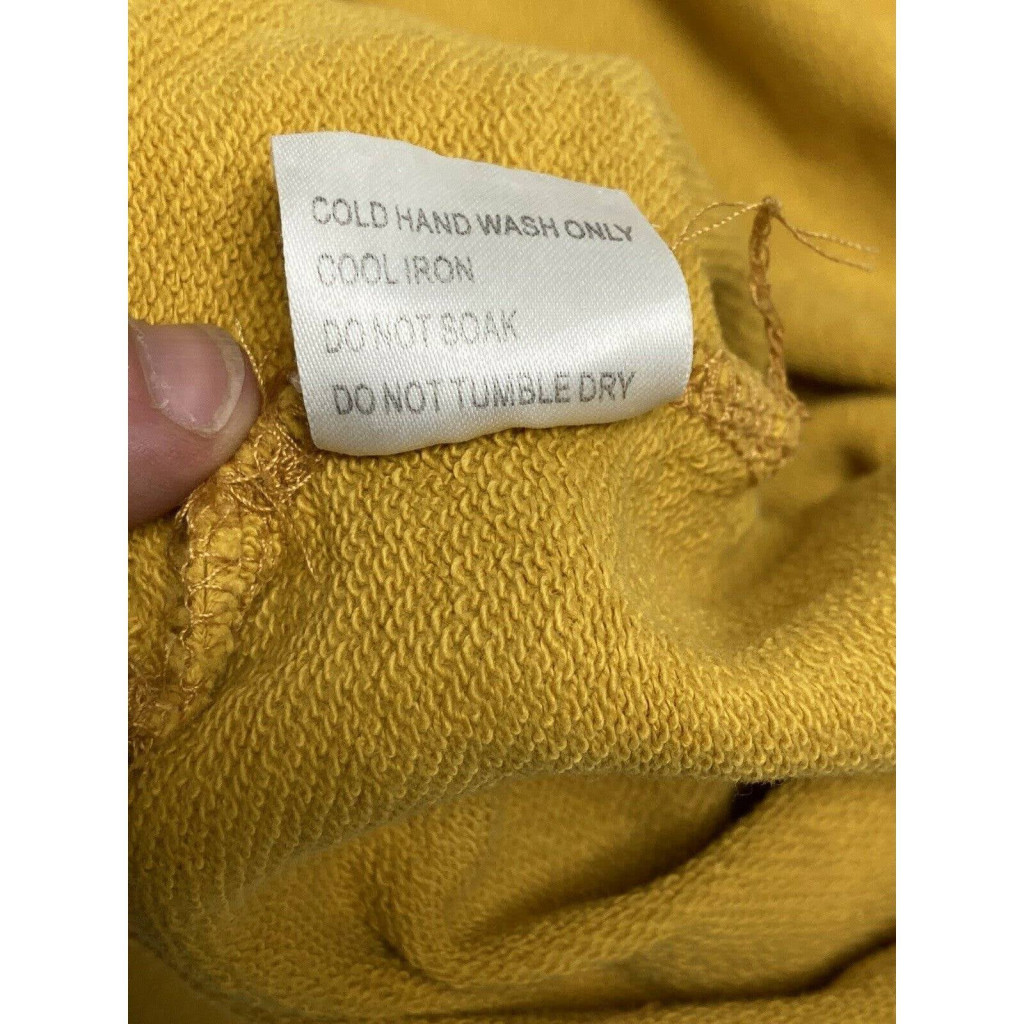 COLD HAND WASH ONLY
COOL IRON
DO NOT SOAK
DO NOT TUMBLE DRY